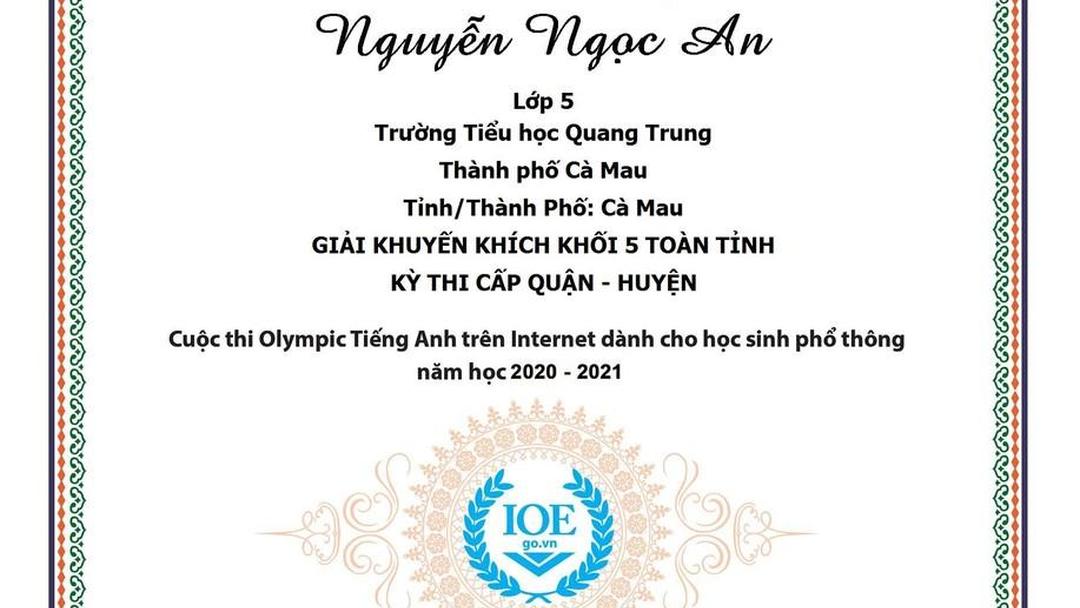 Nguyễn Ngọc An
Lớp 5
Trường Tiểu học Quang Trung
Thành phố Cà Mau
Tỉnh/Thành Phố: Cà Mau
GIẢI KHUYẾN KHÍCH KHỐI 5 TOÀN TỈNH
KỲ THI CẤP QUẬN - HUYỆN
Cuộc thi Olympic Tiếng Anh trên Internet dành cho học sinh phổ thông
năm học 2020 - 2021
IOE
go.vn